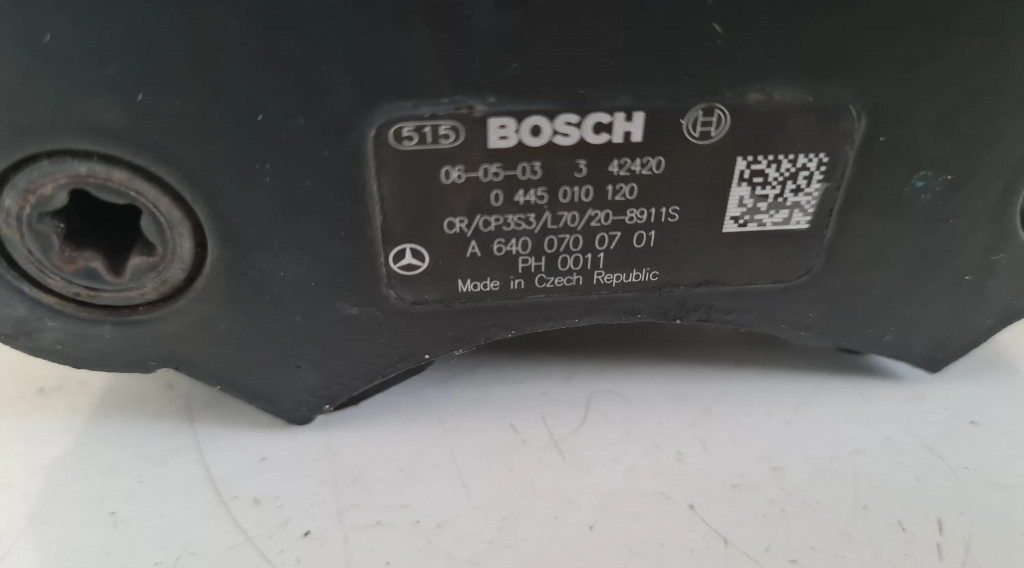 515 BOSCH
06-05-03 3 42420
0 445 010 120
CR/CP3S3/L70/20-8911S
A 640 070 07 01
PH 0011
Made in Czech Republic